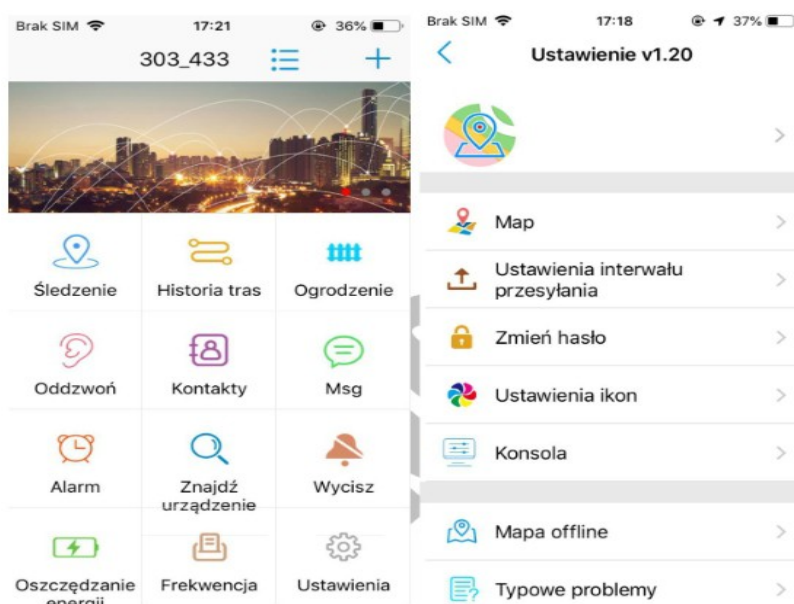 Brak SIM 17:21 36%
303_433
Śledzenie Historia tras Ogrodzenie
Oddzwoń Kontakty Msg
Alarm Znajdź Wycisz
urządzenie
Oszczędzanie Frekwencja Ustawienia
energii
Brak SIM 17:18 37%
Ustawienie v1.20
Map
Ustawienia interwału
przesyłania
Zmień hasło
Ustawienia ikon
Konsola
Mapa offline
Typowe problemy